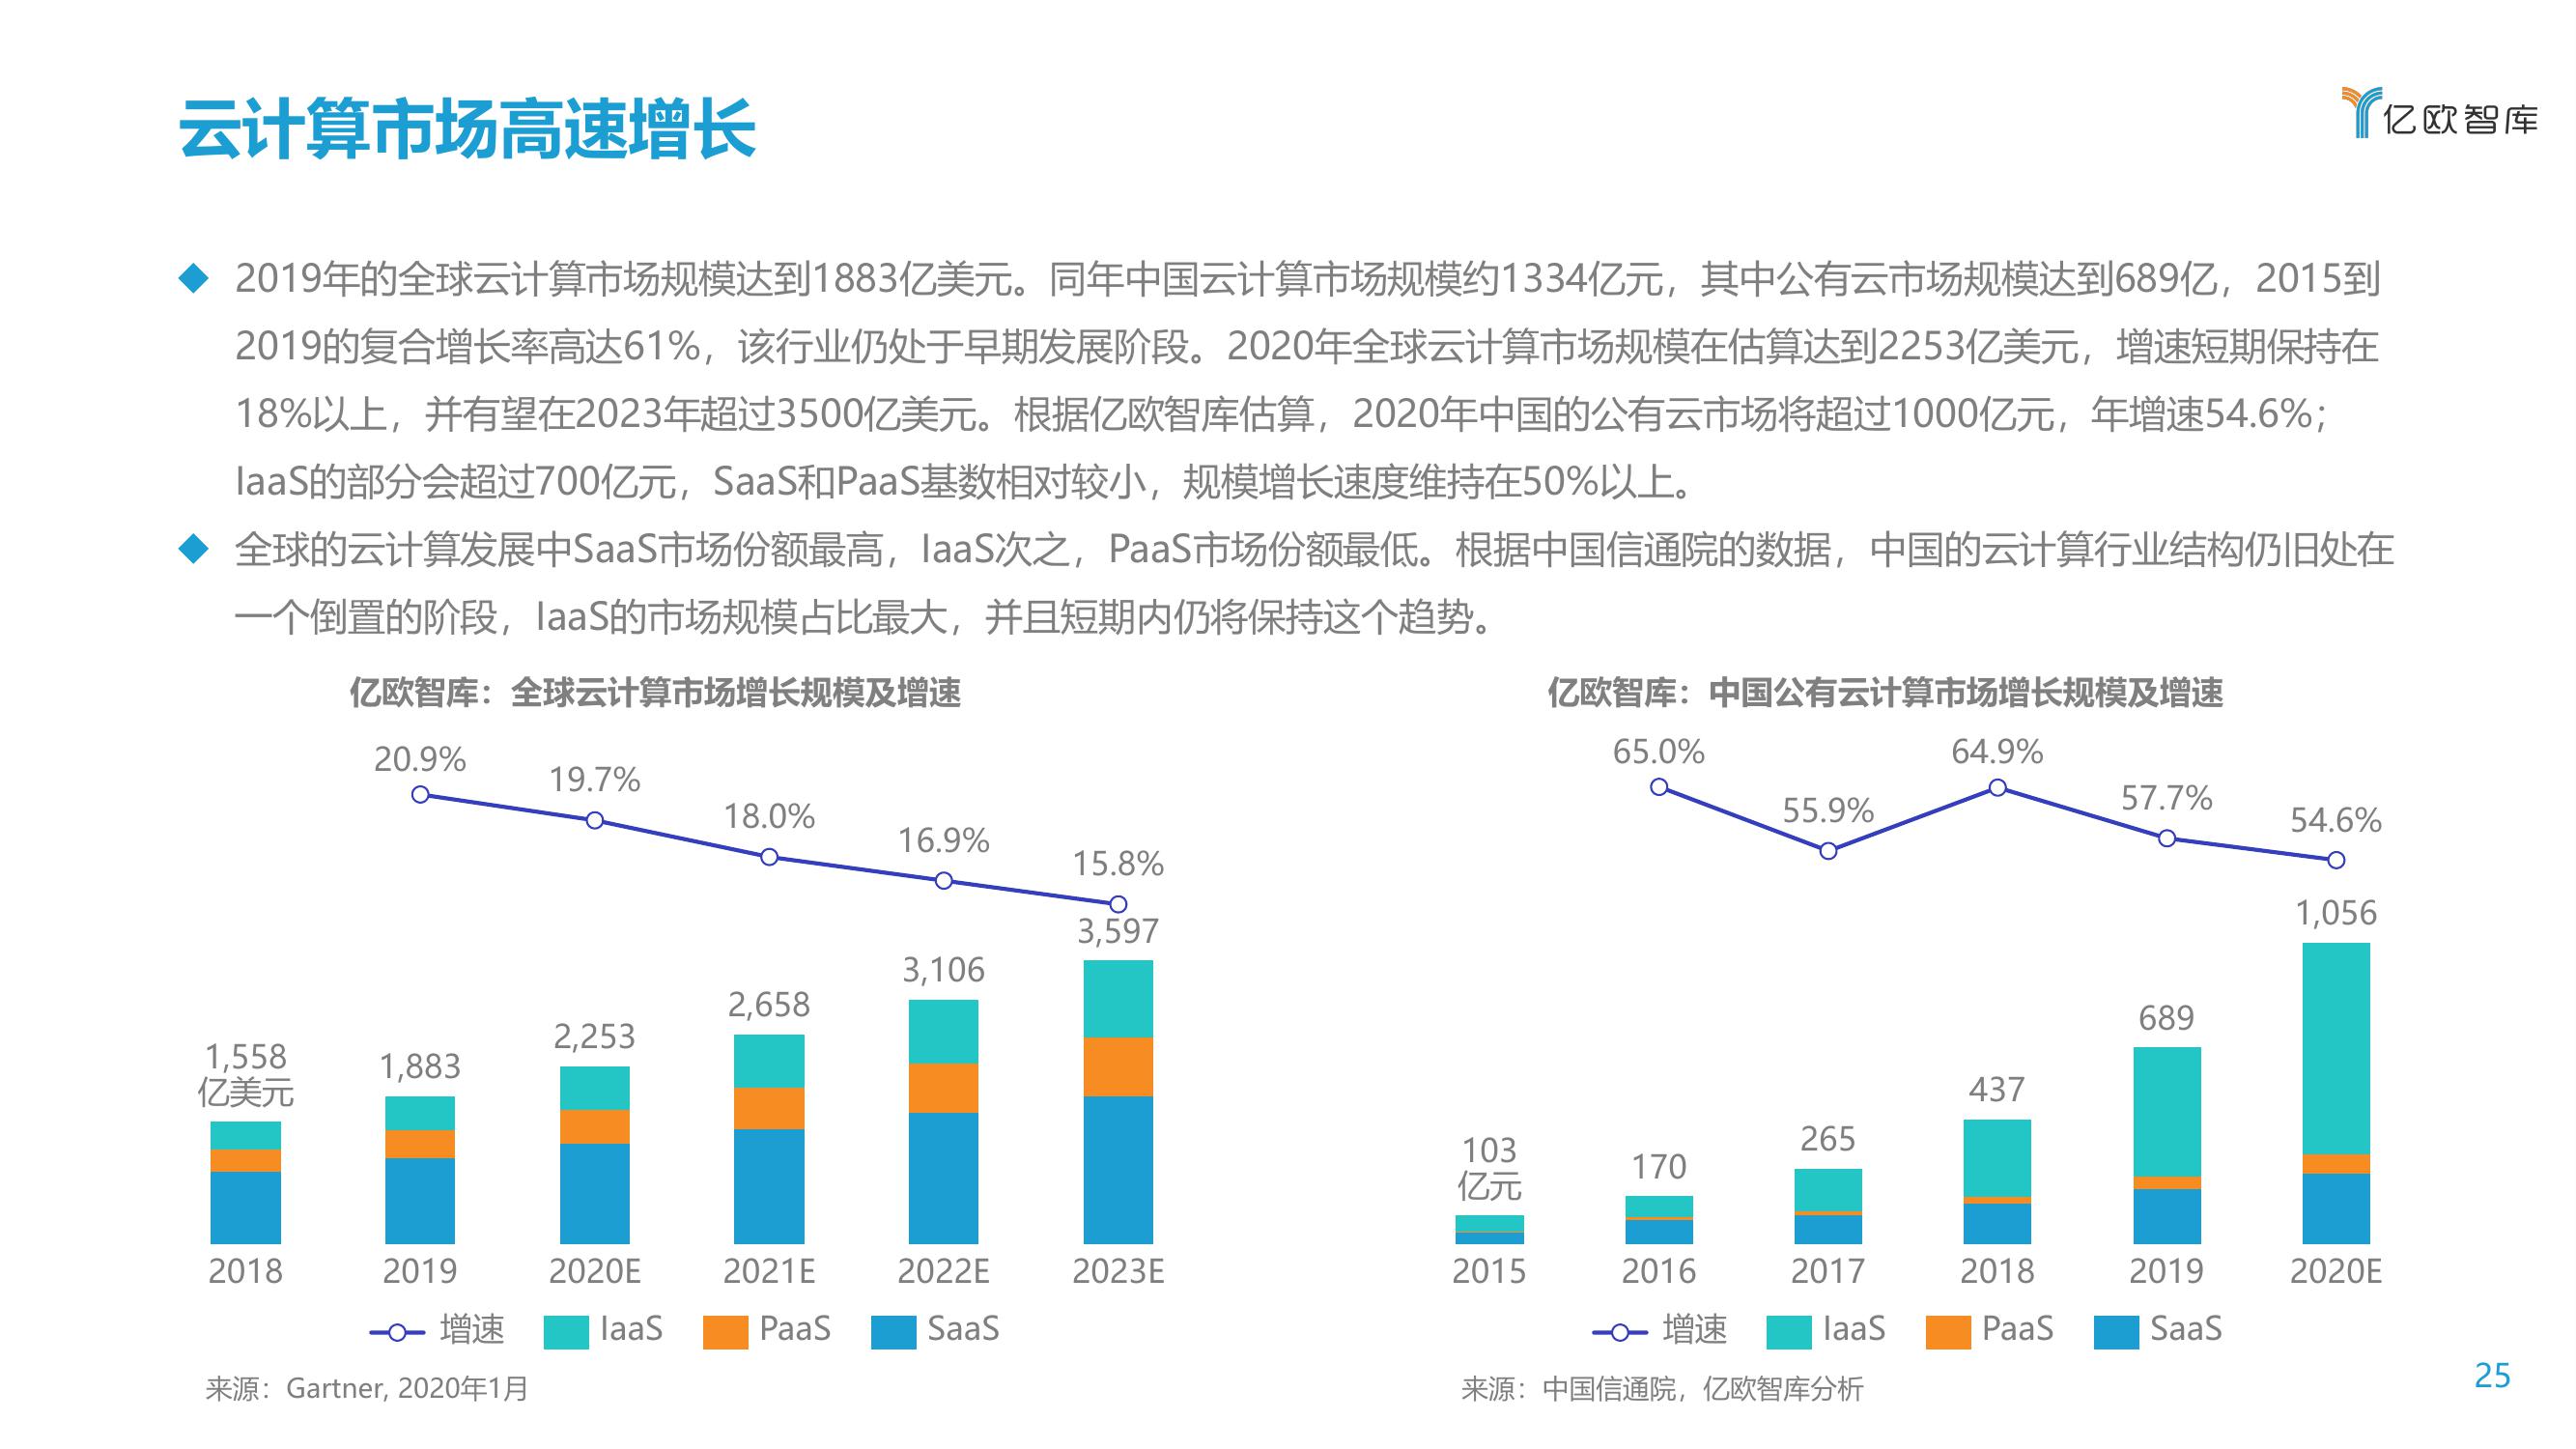 云计算市场高速增长
亿欧智库
2019年的全球云计算市场规模达到1883亿美元。同年中国云计算市场规模约1334亿元，其中公有云市场规模达到689亿，2015到
2019的复合增长率高达61%，该行业仍处于早期发展阶段。2020年全球云计算市场规模在估算达到2253亿美元，增速短期保持在
18%以上，并有望在2023年超过3500亿美元。根据亿欧智库估算，2020年中国的公有云市场将超过1000亿元，年增速54.6%；
IaaS的部分会超过700亿元，SaaS和PaaS基数相对较小，规模增长速度维持在50%以上。
全球的云计算发展中SaaS市场份额最高，IaaS次之，PaaS市场份额最低。根据中国信通院的数据，中国的云计算行业结构仍旧处在
一个倒置的阶段，IaaS的市场规模占比最大，并且短期内仍将保持这个趋势。
亿欧智库：全球云计算市场增长规模及增速
20.9%
19.7%
18.0%
16.9%
15.8%
1,558
亿美元
1,883
2,253
2,658
3,106
3,597
2018
2019
2020E
2021E
2022E
2023E
增速
IaaS
PaaS
SaaS
来源：Gartner, 2020年1月
亿欧智库：中国公有云计算市场增长规模及增速
65.0%
55.9%
64.9%
57.7%
54.6%
103
亿元
170
265
437
689
1,056
2015
2016
2017
2018
2019
2020E
增速
IaaS
PaaS
SaaS
来源：中国信通院，亿欧智库分析
25